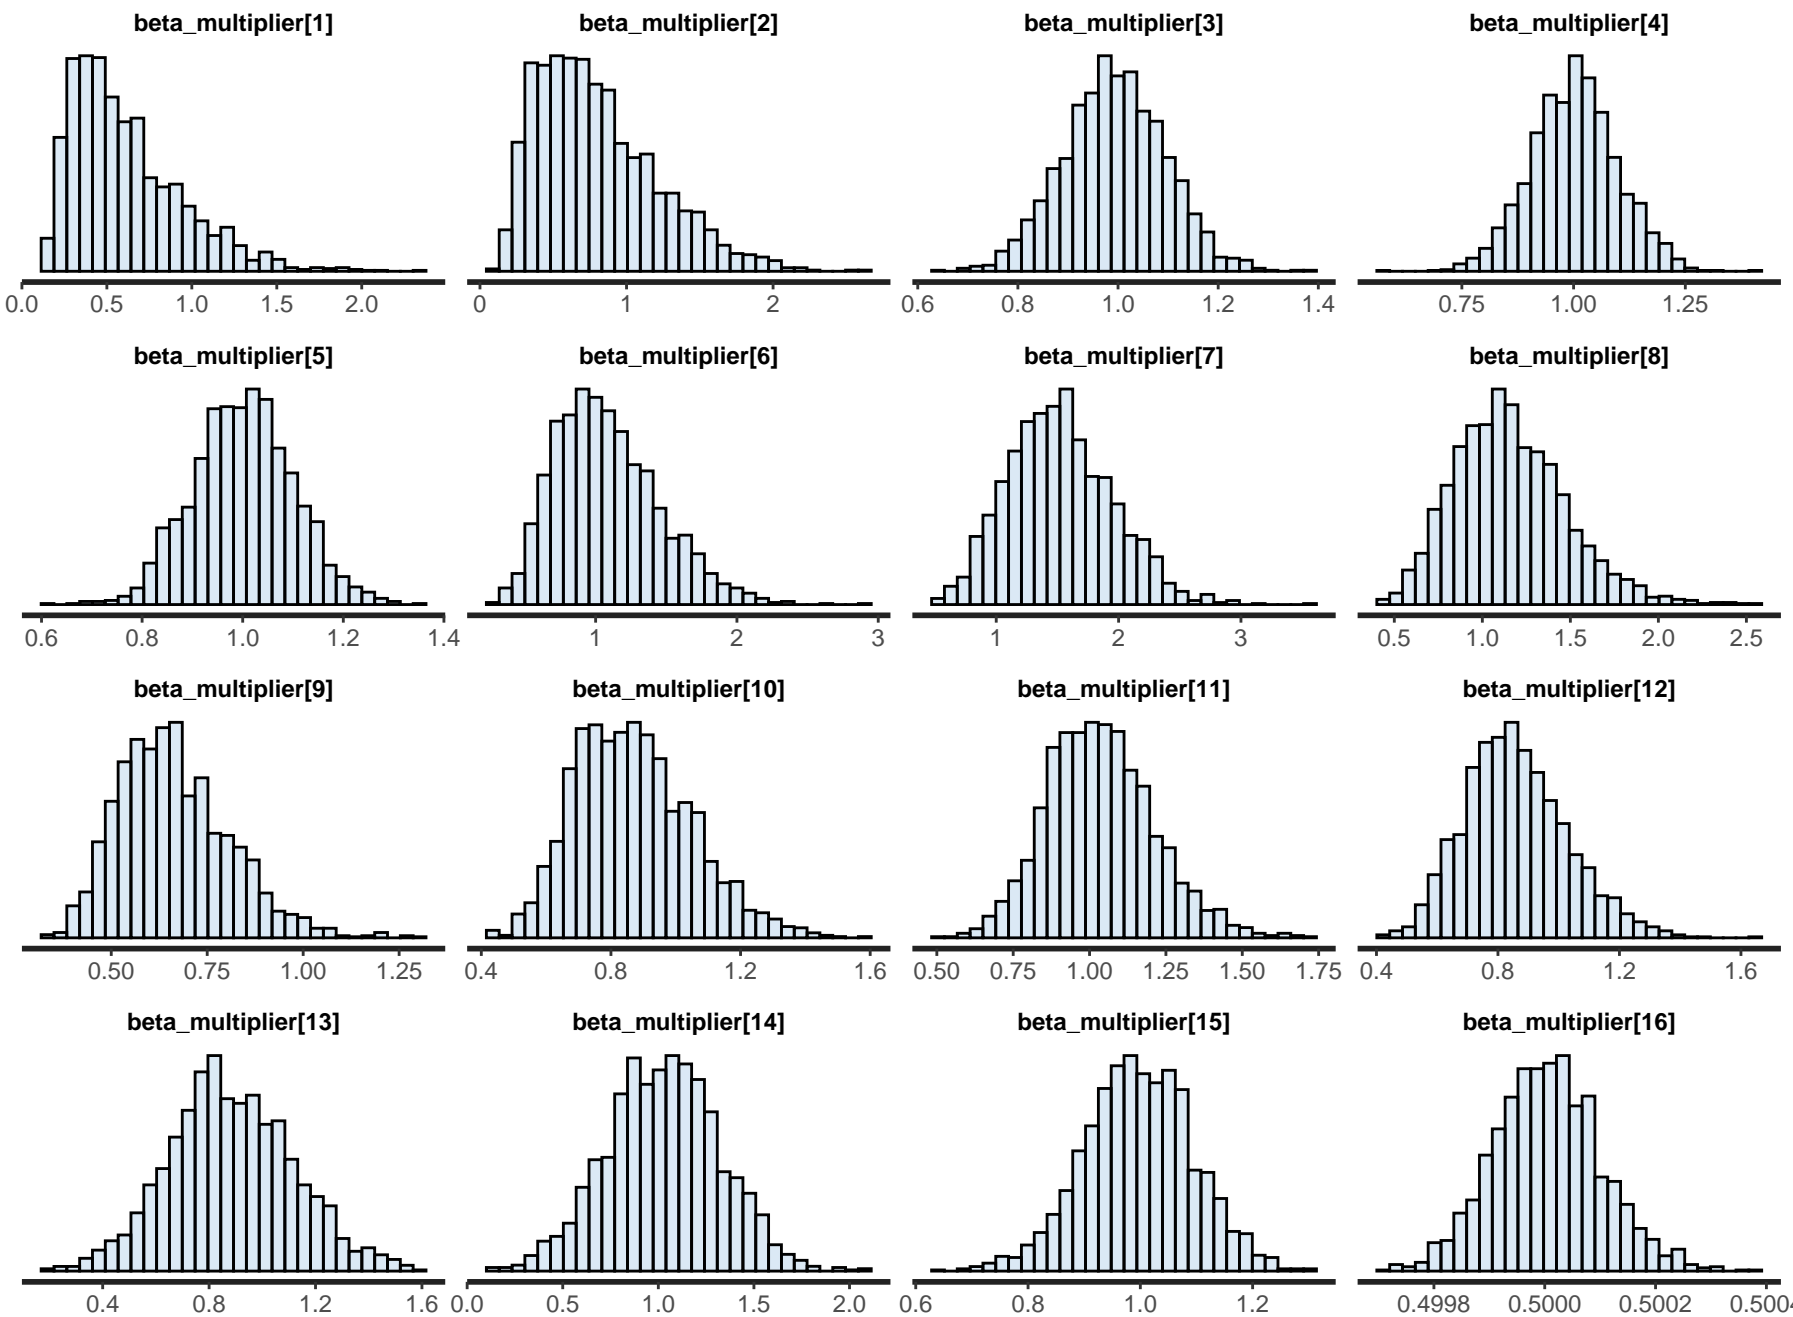 beta_multiplier[1] beta_multiplier[2] beta_multiplier[3] beta_multiplier[4]
0.0 0.5 1.0 1.5 2.0 0 1 2 0.6 0.8 1.0 1.2 1.4 0.75 1.00 1.25
beta_multiplier[5] beta_multiplier[6] beta_multiplier[7] beta_multiplier[8]
0.6 0.8 1.0 1.2 1.4 1 2 3 1 2 3 0.5 1.0 1.5 2.0 2.5
beta_multiplier[9] beta_multiplier[10] beta_multiplier[11] beta_multiplier[12]
0.50 0.75 1.00 1.25 0.4 0.8 1.2 1.6 0.50 0.75 1.00 1.25 1.50 1.75 0.4 0.8 1.2 1.6
beta_multiplier[13] beta_multiplier[14] beta_multiplier[15] beta_multiplier[16]
0.4 0.8 1.2 1.6 0.0 0.5 1.0 1.5 2.0 0.6 0.8 1.0 1.2 0.4998 0.5000 0.5002 0.5004